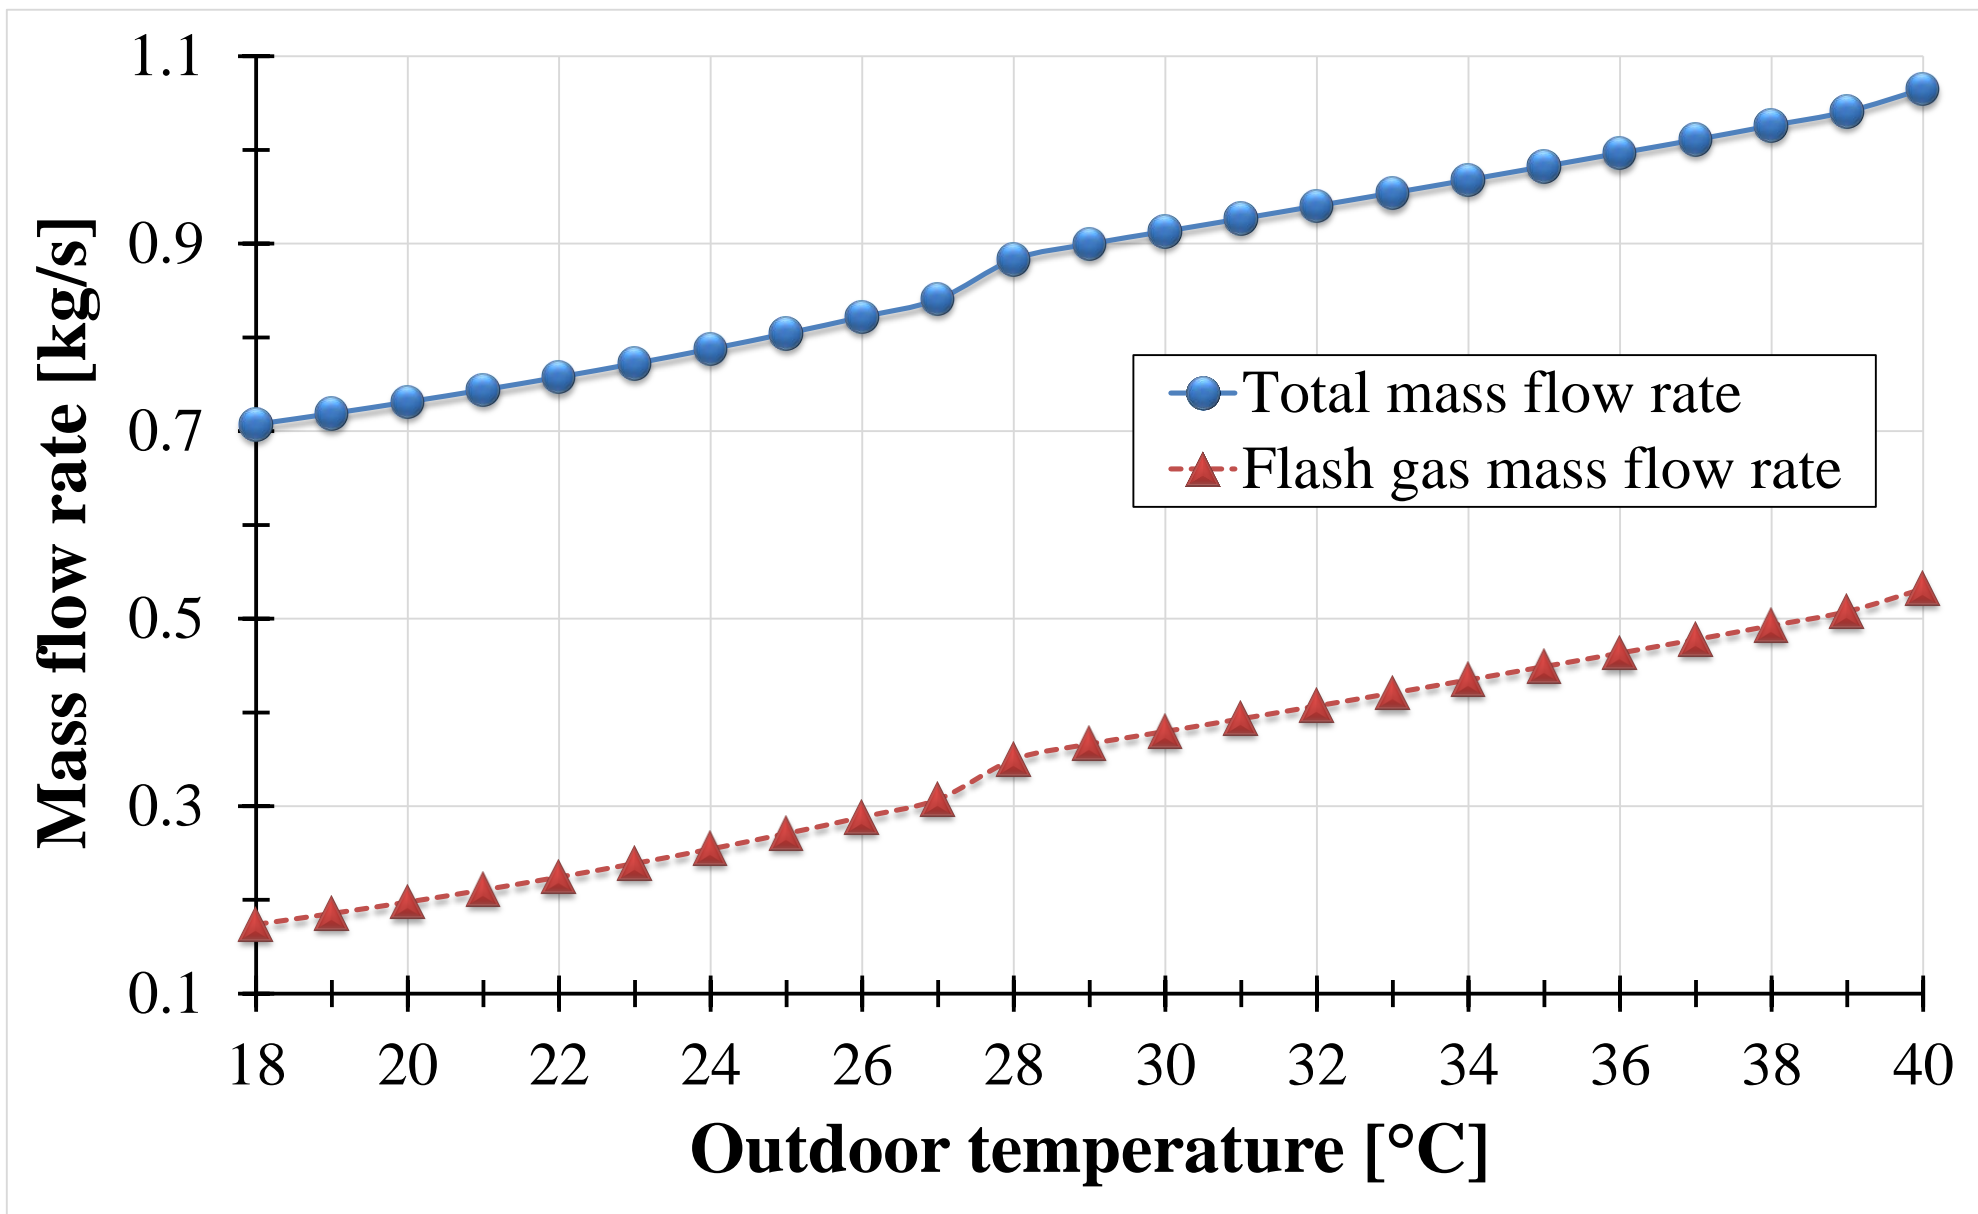 1.1
0.9
0.7
0.5
0.3
0.1
Mass flow rate [kg/s]
Total mass flow rate
Flash gas mass flow rate
18 20 22 24 26 28 30 32 34 36 38 40
Outdoor temperature [°C]